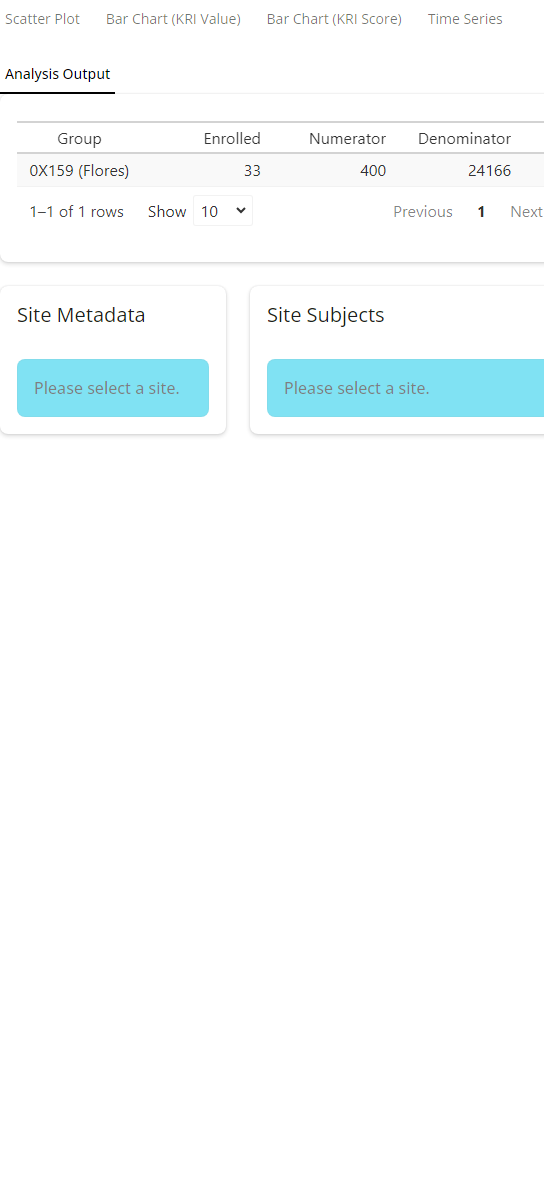 Scatter Plot Bar Chart (KRI Value) Bar Chart (KRI Score) Time Series
Analysis Output
Group Enrolled Numerator Denominator
0X159 (Flores) 33 400 24166
1–1 of 1 rows Show 10 Previous 1 Next
Site Metadata Site Subjects
Please select a site. Please select a site.